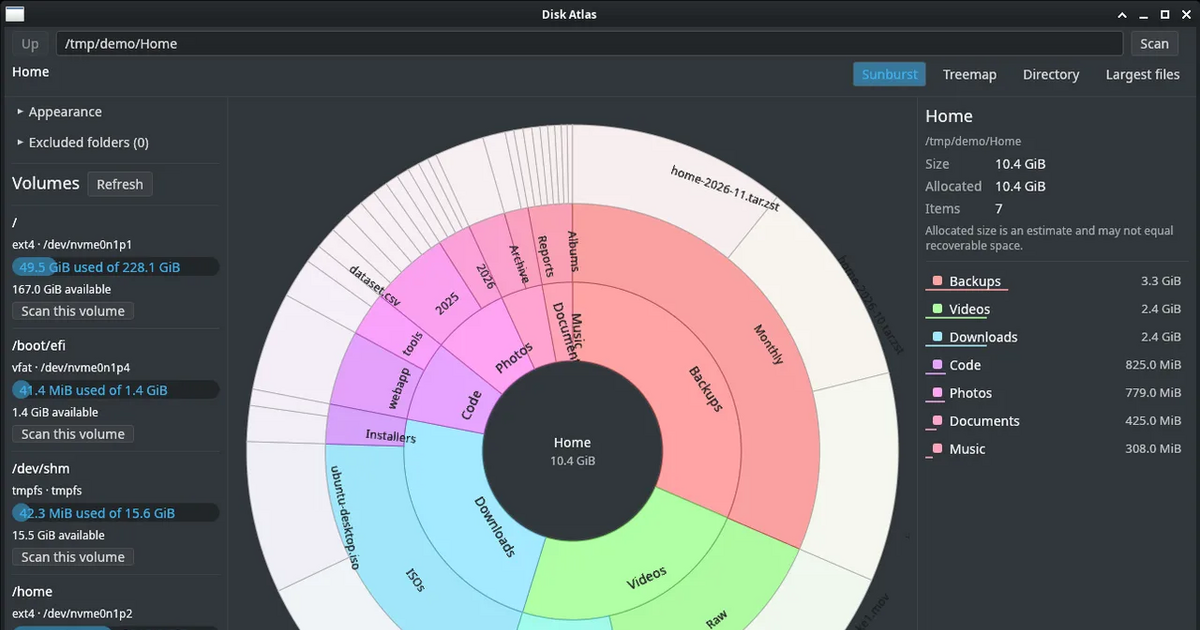 Disk Atlas
Up
/tmp/demo/Home
Scan
Home
Sunburst
Treemap
Directory
Largest files
Appearance
Excluded folders (0)
Volumes
Refresh
/
ext4 · /dev/nvme0n1p1
49.5 GiB used of 228.1 GiB
167.0 GiB available
Scan this volume
/boot/efi
vfat · /dev/nvme0n1p4
41.4 MiB used of 1.4 GiB
1.4 GiB available
Scan this volume
/dev/shm
tmpfs · tmpfs
42.3 MiB used of 15.6 GiB
15.5 GiB available
Scan this volume
/home
ext4 · /dev/nvme0n1p2
home-2026-11.tar.zst
home-2026-10.tar.zst
Monthly
Backups
Albums
Reports
Archive
2026
2025
dataset.csv
tools
webapp
Installers
Music
Documen
Photos
Code
Home
10.4 GiB
Downloads
ubuntu-desktop.iso
ISOs
Videos
Raw
Home
/tmp/demo/Home
Size 10.4 GiB
Allocated 10.4 GiB
Items 7
Allocated size is an estimate and may not equal
recoverable space.
Backups 3.3 GiB
Videos 2.4 GiB
Downloads 2.4 GiB
Code 825.0 MiB
Photos 779.0 MiB
Documents 425.0 MiB
Music 308.0 MiB